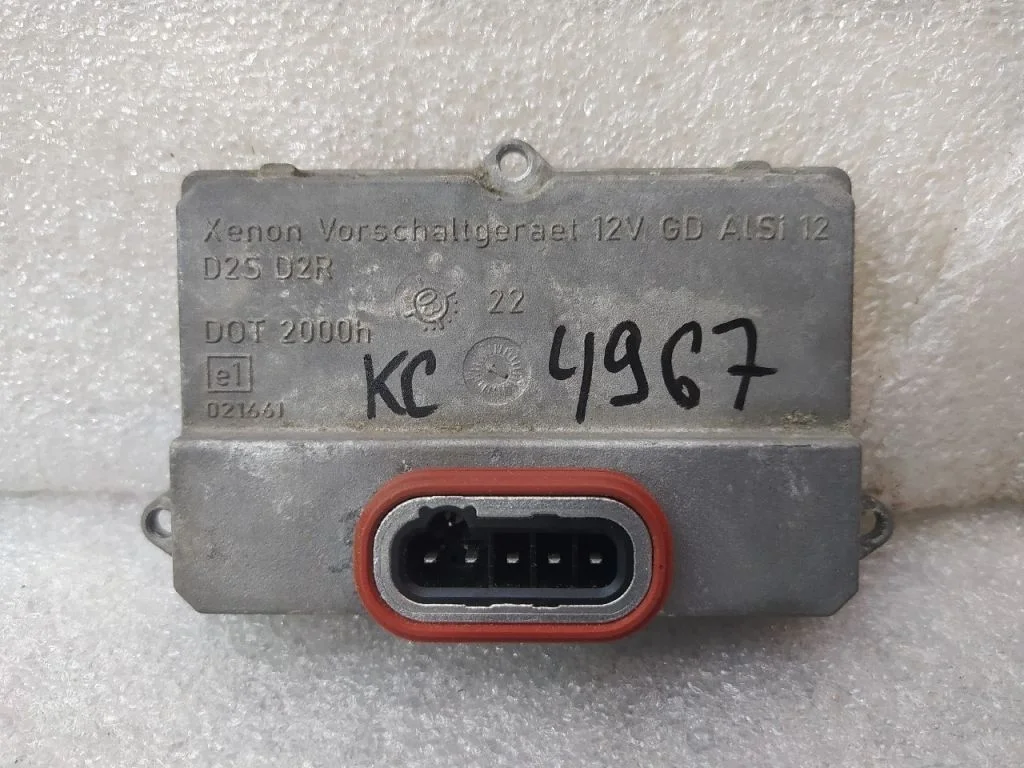 Xenon Vorschaltgeraet 12V GD AlSi 12
D2S D2R
22
DOT 2000h
KC 4967
e1
021661